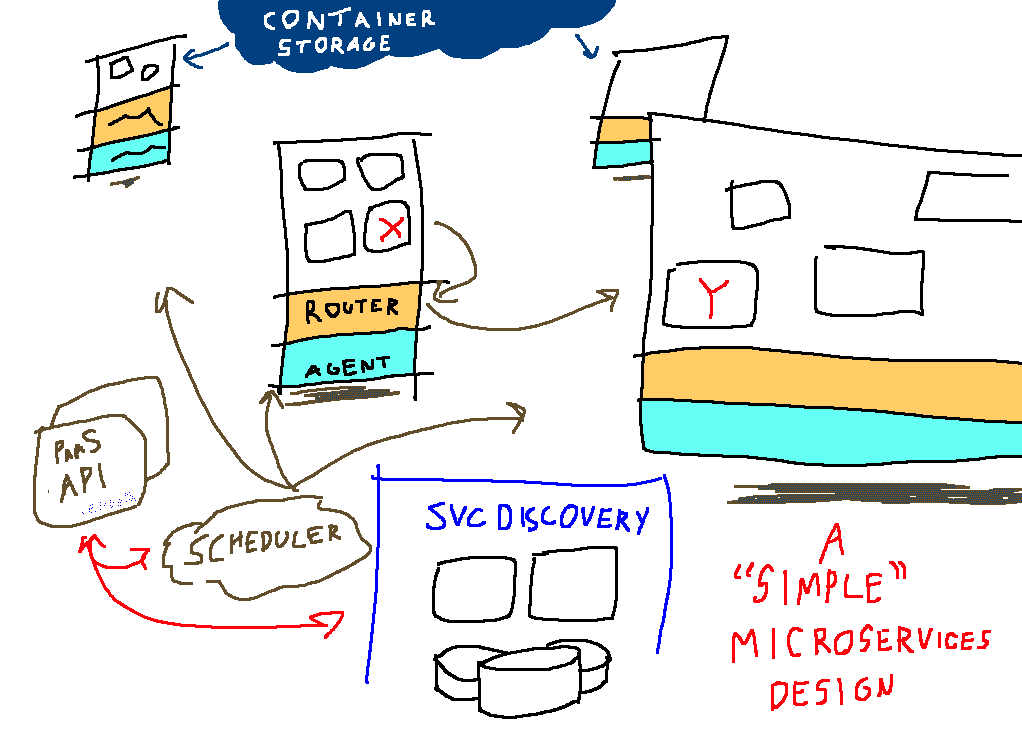 CONTAINER
STORAGE
X
Y
ROUTER
AGENT
PAAS
API
SCHEDULER
SVC DISCOVERY
A
"SIMPLE"
MICROSERVICES
DESIGN